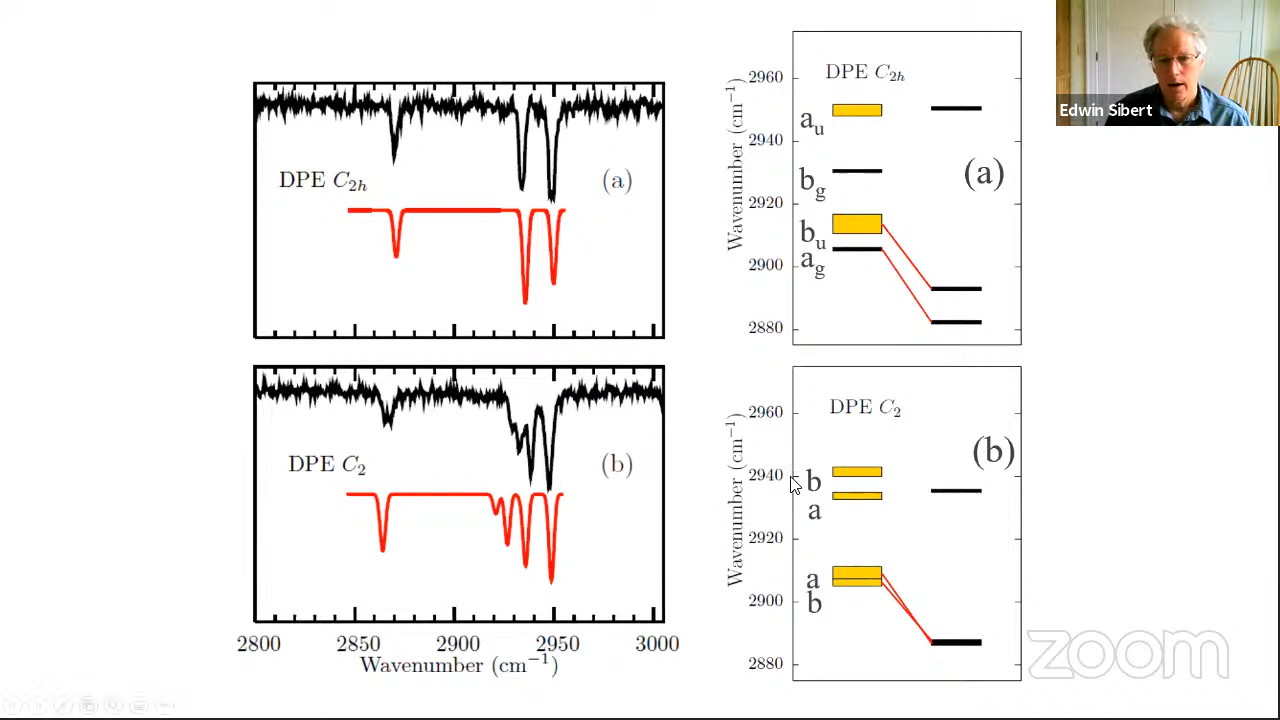 DPE C2h
(a)
DPE C2
(b)
2800 2850 2900 2950 3000
Wavenumber (cm−1)
DPE C2h
Wavenumber (cm−1)
2960
2940
2920
2900
2880
au
bg
bu
ag
(a)
DPE C2
Wavenumber (cm−1)
2960
2940
2920
2900
2880
b
a
a
b
(b)
Edwin Sibert
zoom